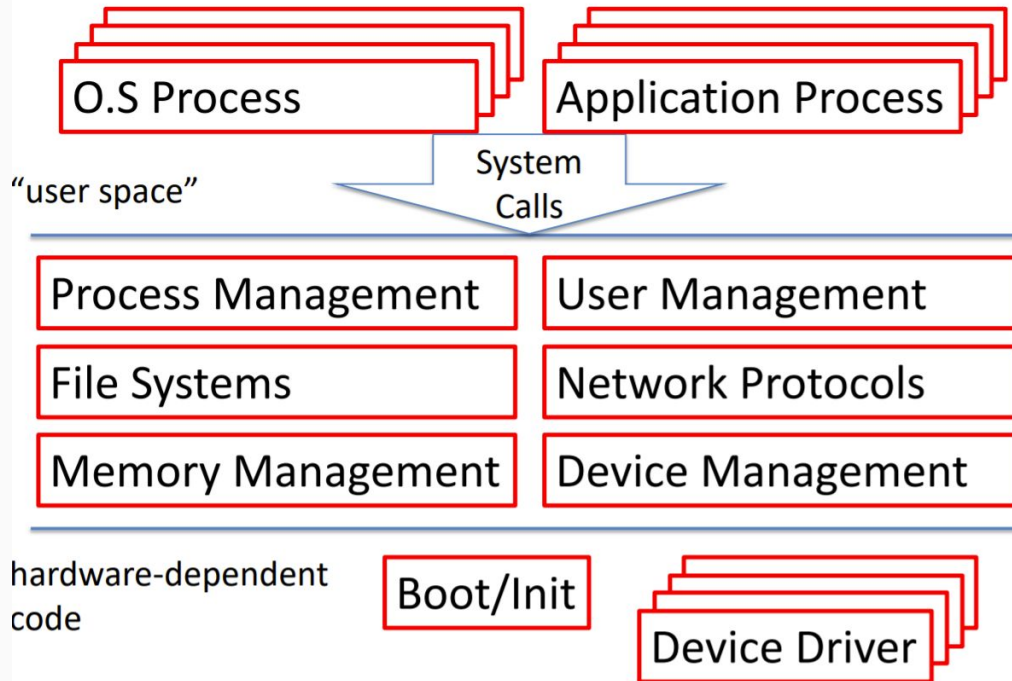 O.S Process
Application Process
System
Calls
“user space”
Process Management
User Management
File Systems
Network Protocols
Memory Management
Device Management
hardware-dependent
code
Boot/Init
Device Driver